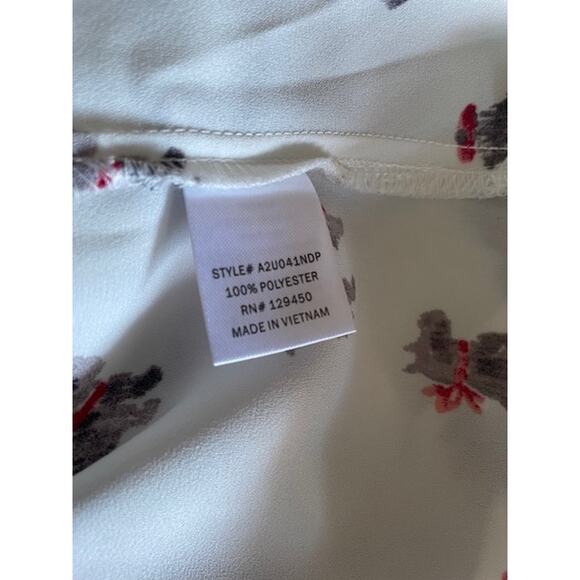 STYLE# A2U041NDP
100% POLYESTER
RN# 129450
MADE IN VIETNAM